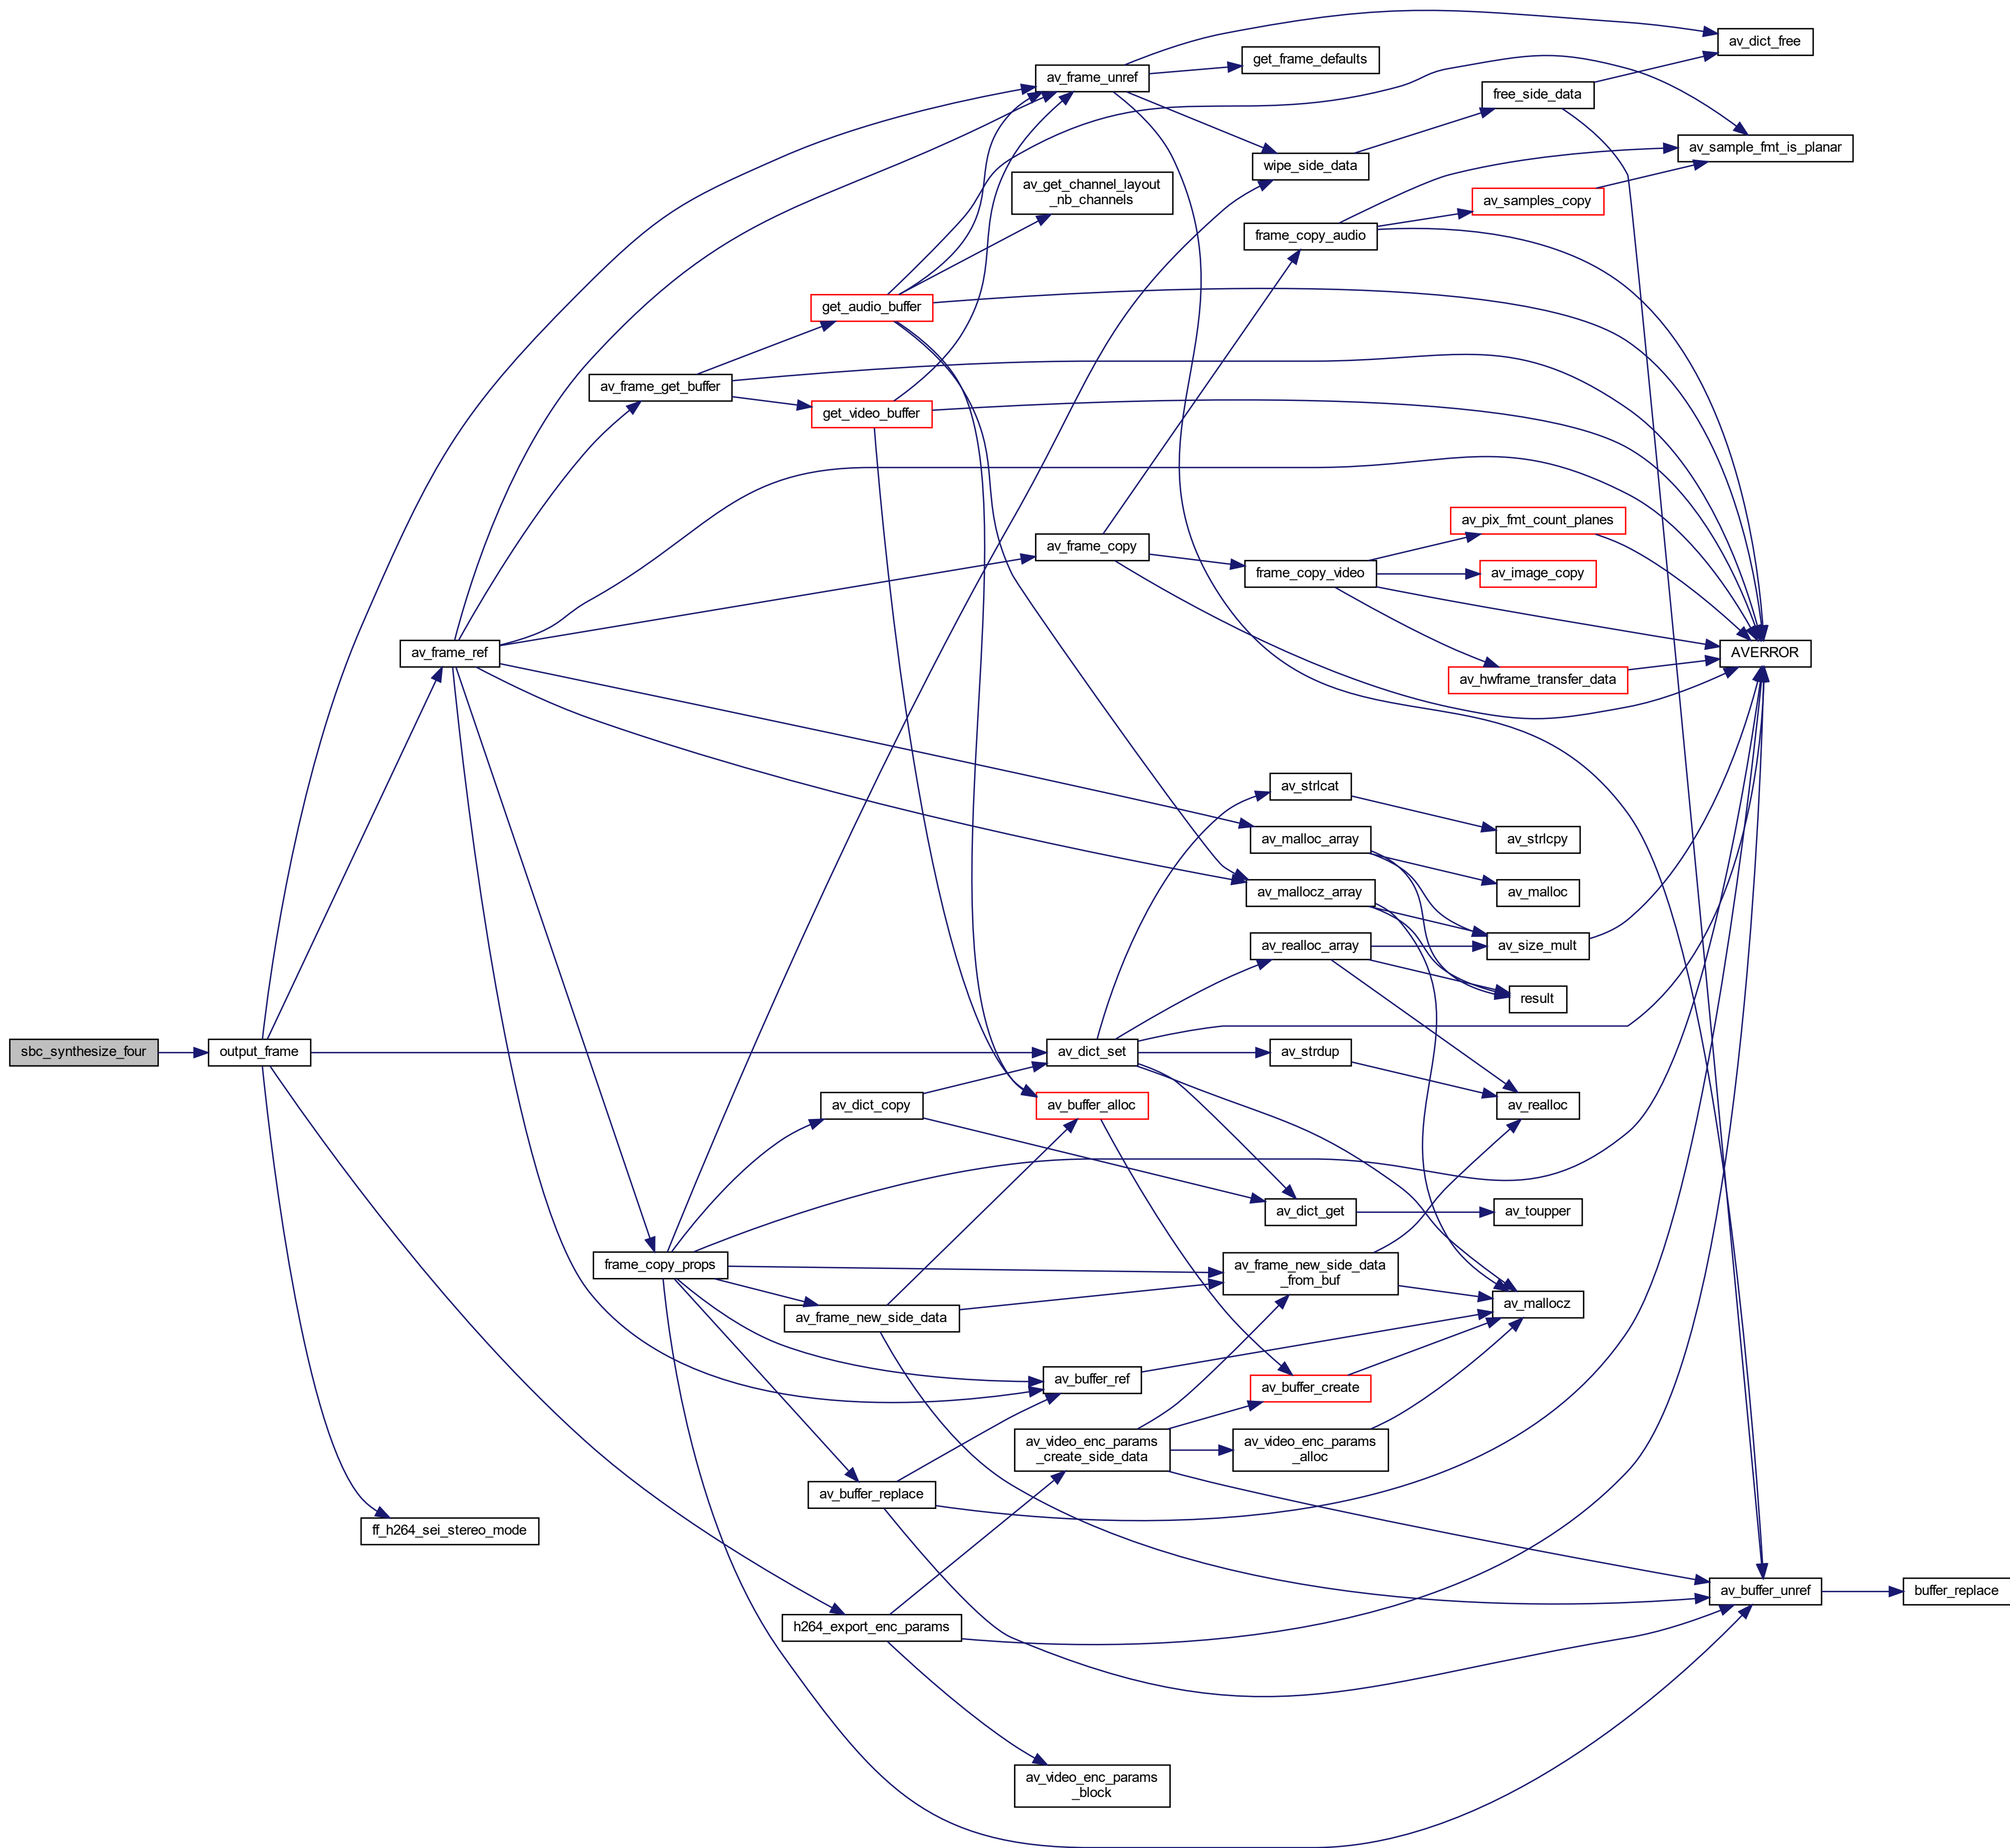 av_dict_free
get_frame_defaults
av_frame_unref
free_side_data
av_sample_fmt_is_planar
wipe_side_data
av_get_channel_layout
_nb_channels
av_samples_copy
frame_copy_audio
get_audio_buffer
av_frame_get_buffer
get_video_buffer
av_pix_fmt_count_planes
av_frame_copy
frame_copy_video
av_image_copy
av_frame_ref
AVERROR
av_hwframe_transfer_data
av_strlcat
av_malloc_array
av_strlcpy
av_mallocz_array
av_malloc
av_realloc_array
av_size_mult
result
sbc_synthesize_four
output_frame
av_dict_set
av_strdup
av_dict_copy
av_buffer_alloc
av_realloc
av_dict_get
av_toupper
frame_copy_props
av_frame_new_side_data
_from_buf
av_frame_new_side_data
av_mallocz
av_buffer_ref
av_buffer_create
av_video_enc_params
_create_side_data
av_video_enc_params
_alloc
av_buffer_replace
ff_h264_sei_stereo_mode
av_buffer_unref
buffer_replace
h264_export_enc_params
av_video_enc_params
_block